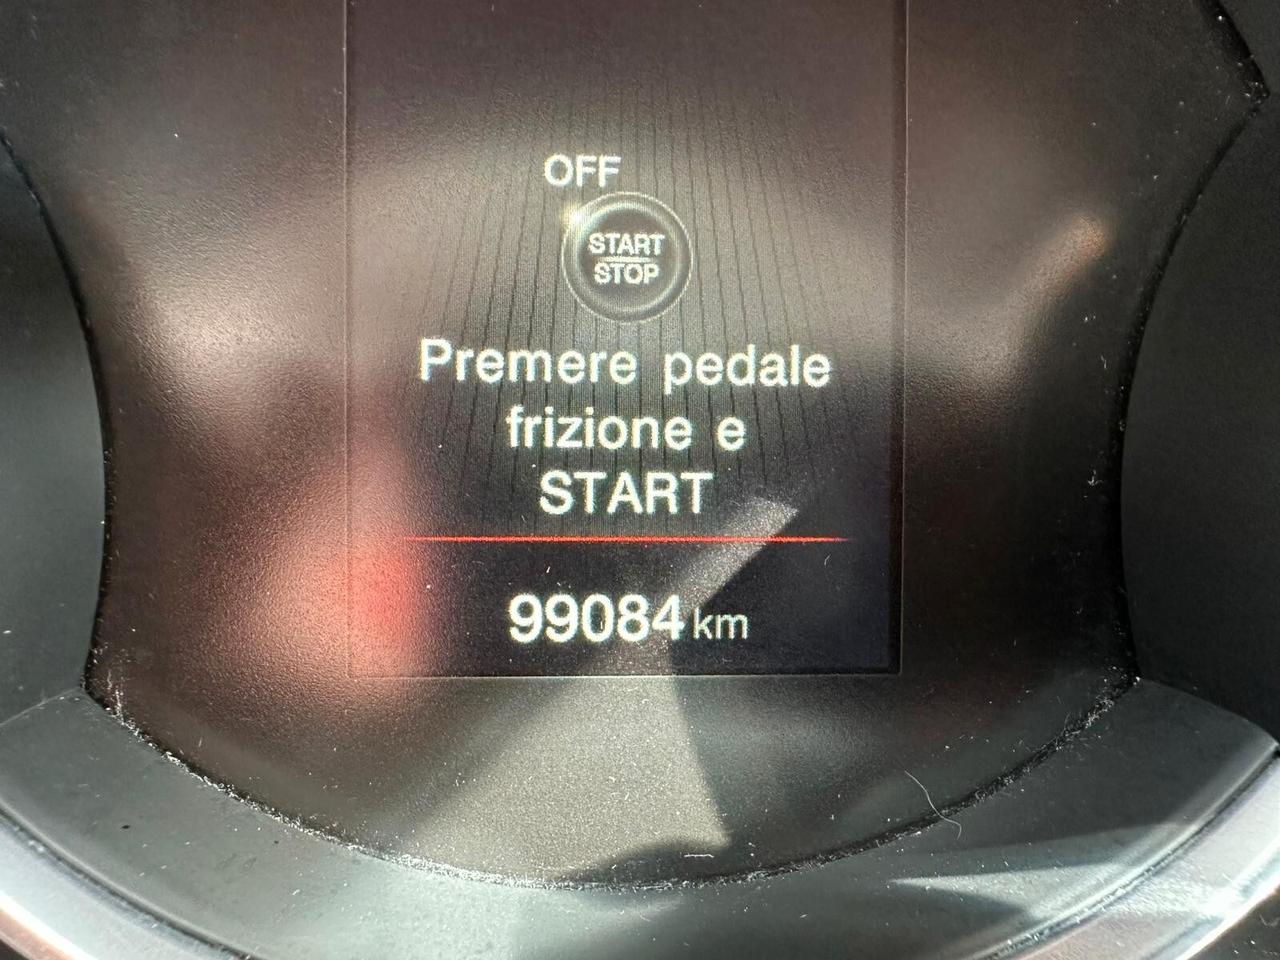 OFF
START
STOP
Premere pedale
frizione e
START
99084 km